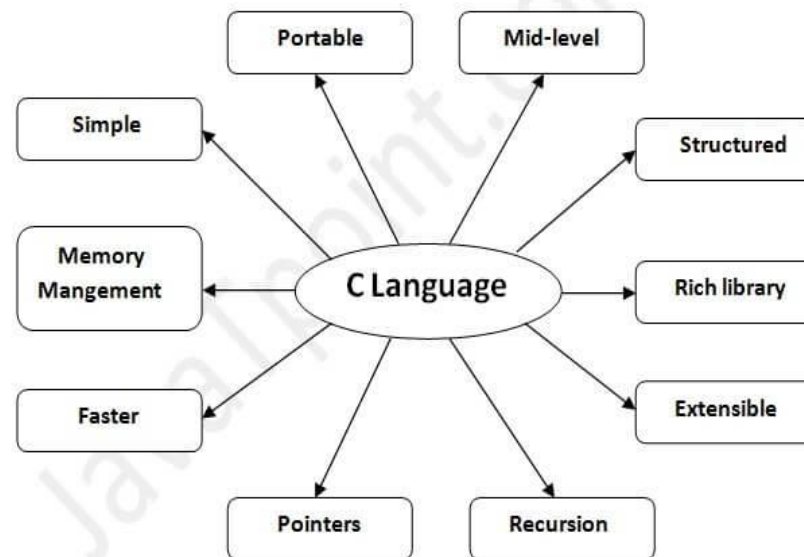 Portable
Mid-level
Simple
Structured
Memory
Mangement
C Language
Rich library
Faster
Extensible
Pointers
Recursion